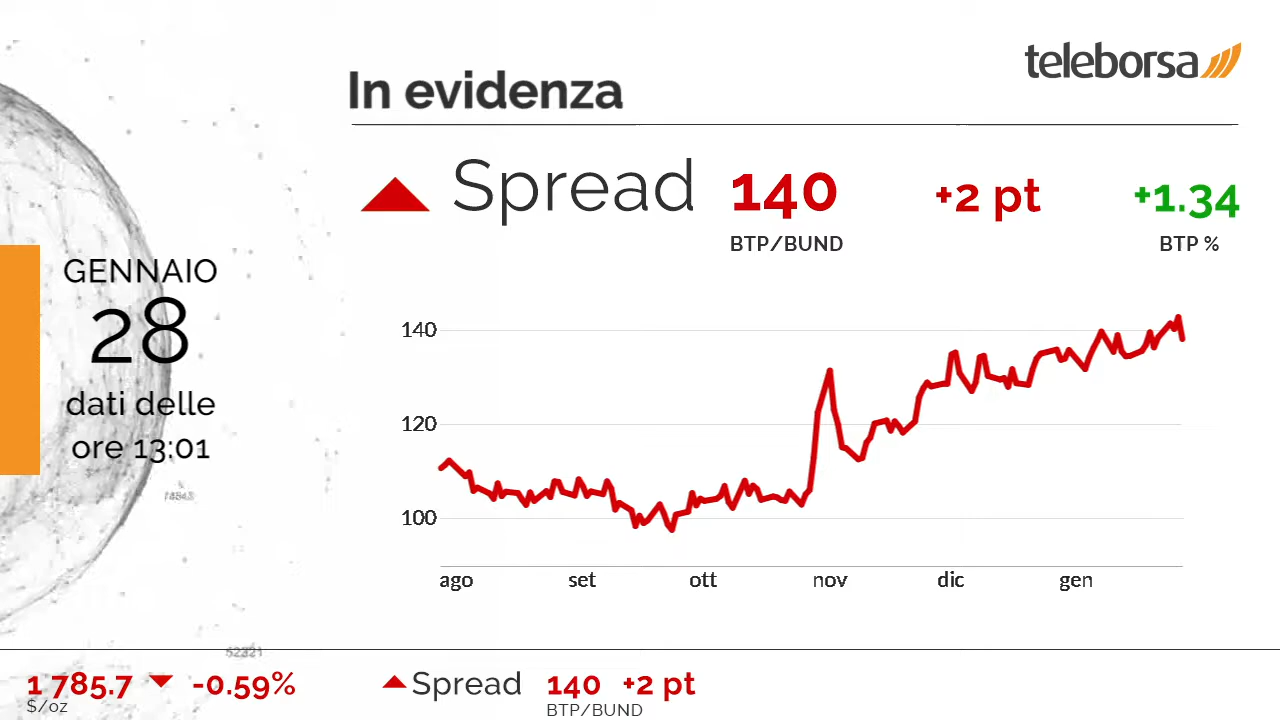 teleborsa
In evidenza
Spread 140 +2 pt +1.34
BTP/BUND BTP %
GENNAIO
28
dati delle
ore 13:01
140
120
100
ago set ott nov dic gen
52321
1 785.7 -0.59% Spread 140 +2 pt
$/oz BTP/BUND